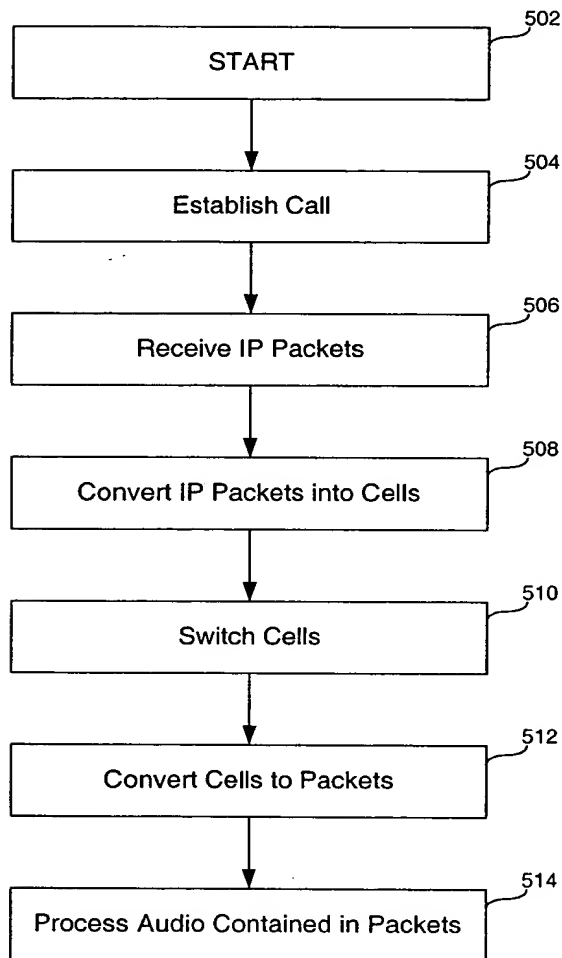 502
START
504
Establish Call
506
Receive IP Packets
508
Convert IP Packets into Cells
510
Switch Cells
512
Convert Cells to Packets
514
Process Audio Contained in Packets